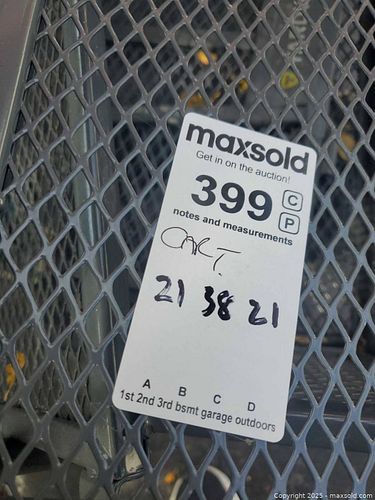 maxsold
Get in on the auction!
399 C
P
notes and measurements
CART.
21 38 21
A B C D
1st 2nd 3rd bsmt garage outdoors
Copyright 2025 - maxsold.com